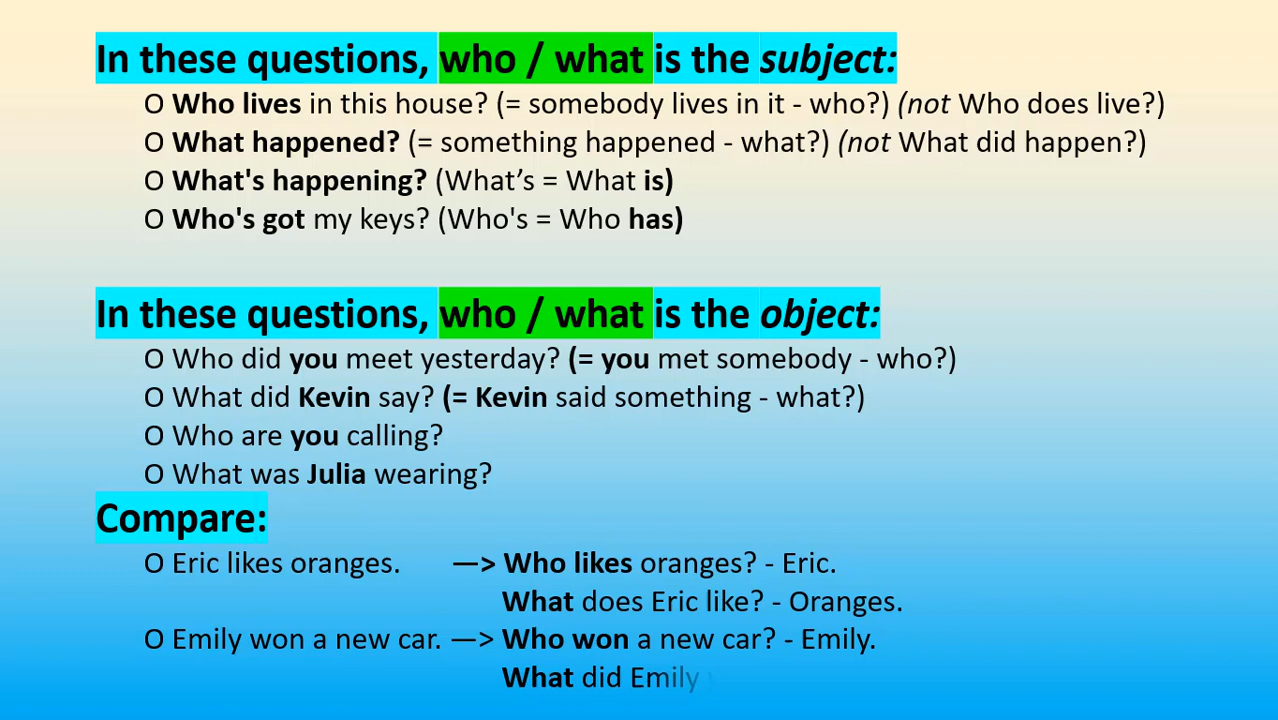 In these questions, who / what is the subject:
O Who lives in this house? (= somebody lives in it - who?) (not Who does live?)
O What happened? (= something happened - what?) (not What did happen?)
O What's happening? (What’s = What is)
O Who's got my keys? (Who's = Who has)
In these questions, who / what is the object:
O Who did you meet yesterday? (= you met somebody - who?)
O What did Kevin say? (= Kevin said something - what?)
O Who are you calling?
O What was Julia wearing?
Compare:
O Eric likes oranges. —> Who likes oranges? - Eric.
What does Eric like? - Oranges.
O Emily won a new car. —> Who won a new car? - Emily.
What did Emily